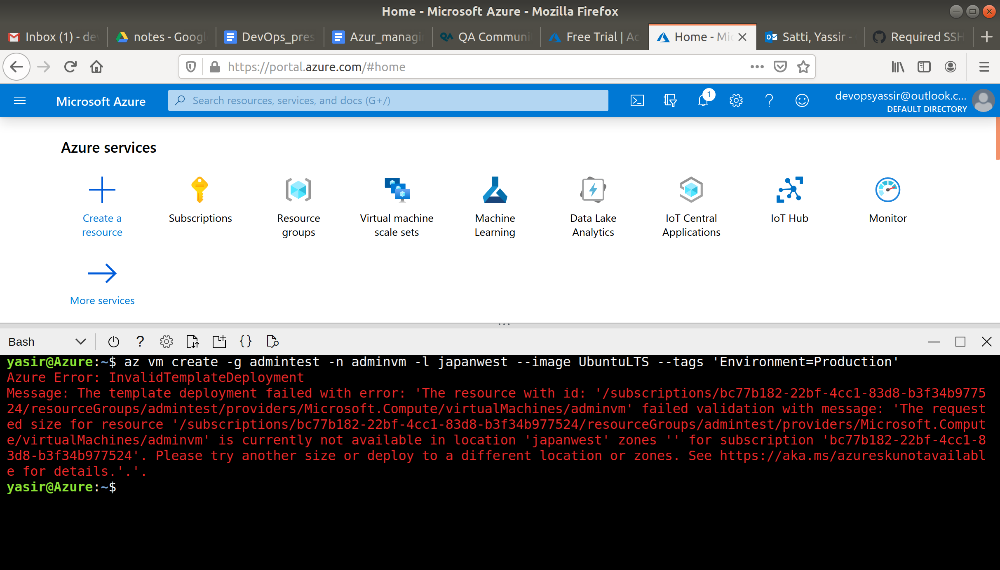 Home - Microsoft Azure - Mozilla Firefox
Inbox (1) - dev
notes - Googl
DevOps_pres
Azur_managin
QA Communit
Free Trial | Ac
Home - Mic
Satti, Yassir -
Required SSH
https://portal.azure.com/#home
Microsoft Azure
Search resources, services, and docs (G+/)
1
devopsyassir@outlook.c...
DEFAULT DIRECTORY
Azure services
Create a resource
Subscriptions
Resource groups
Virtual machine scale sets
Machine Learning
Data Lake Analytics
IoT Central Applications
IoT Hub
Monitor
More services
Bash
yasir@Azure:~$ az vm create -g admintest -n adminvm -l japanwest --image UbuntuLTS --tags 'Environment=Production'
Azure Error: InvalidTemplateDeployment
Message: The template deployment failed with error: 'The resource with id: '/subscriptions/bc77b182-22bf-4cc1-83d8-b3f34b9775
24/resourceGroups/admintest/providers/Microsoft.Compute/virtualMachines/adminvm' failed validation with message: 'The request
ed size for resource '/subscriptions/bc77b182-22bf-4cc1-83d8-b3f34b977524/resourceGroups/admintest/providers/Microsoft.Comput
e/virtualMachines/adminvm' is currently not available in location 'japanwest' zones '' for subscription 'bc77b182-22bf-4cc1-8
3d8-b3f34b977524'. Please try another size or deploy to a different location or zones. See https://aka.ms/azureskunotavailabl
e for details.'.'.
yasir@Azure:~$